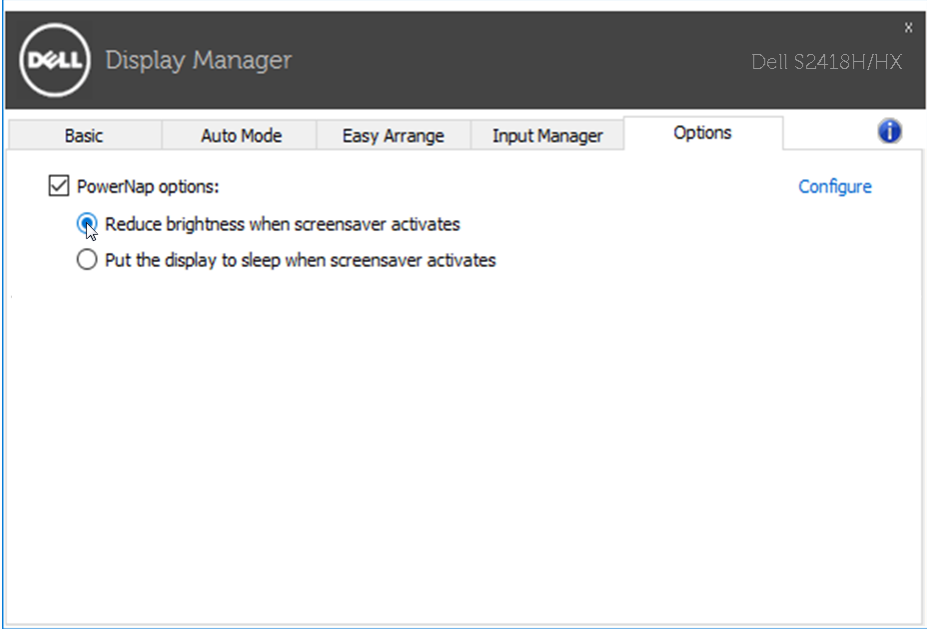 DELL Display Manager
x
Dell S2418H/HX
Basic Auto Mode Easy Arrange Input Manager Options
PowerNap options: Configure
Reduce brightness when screensaver activates
Put the display to sleep when screensaver activates